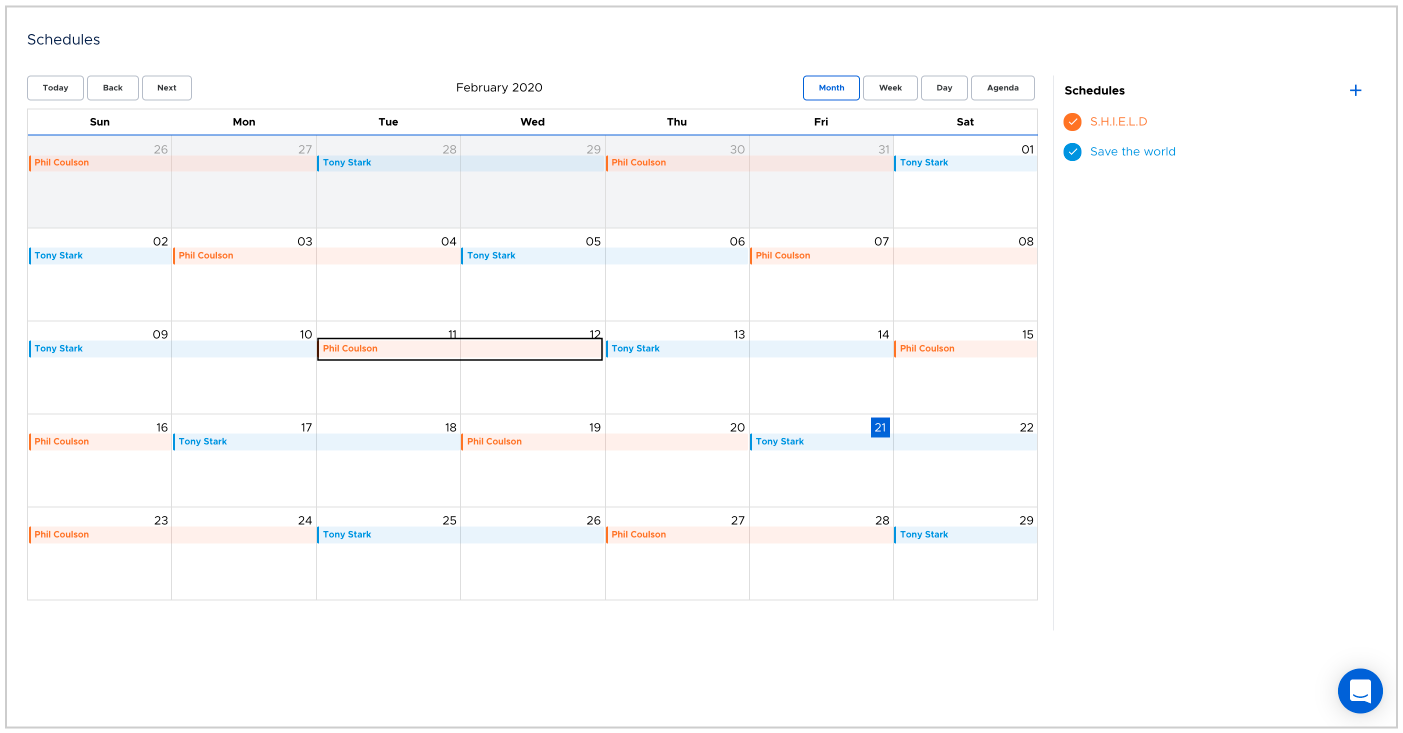 Schedules
Today Back Next February 2020 Month Week Day Agenda
Schedules +
S.H.I.E.L.D
Save the world
Sun Mon Tue Wed Thu Fri Sat
26 27 28 29 30 31 01
Phil Coulson Tony Stark Phil Coulson Tony Stark
02 03 04 05 06 07 08
Tony Stark Phil Coulson Tony Stark Phil Coulson
09 10 11 12 13 14 15
Tony Stark Phil Coulson Tony Stark Phil Coulson
16 17 18 19 20 21 22
Phil Coulson Tony Stark Phil Coulson Tony Stark
23 24 25 26 27 28 29
Phil Coulson Tony Stark Phil Coulson Tony Stark